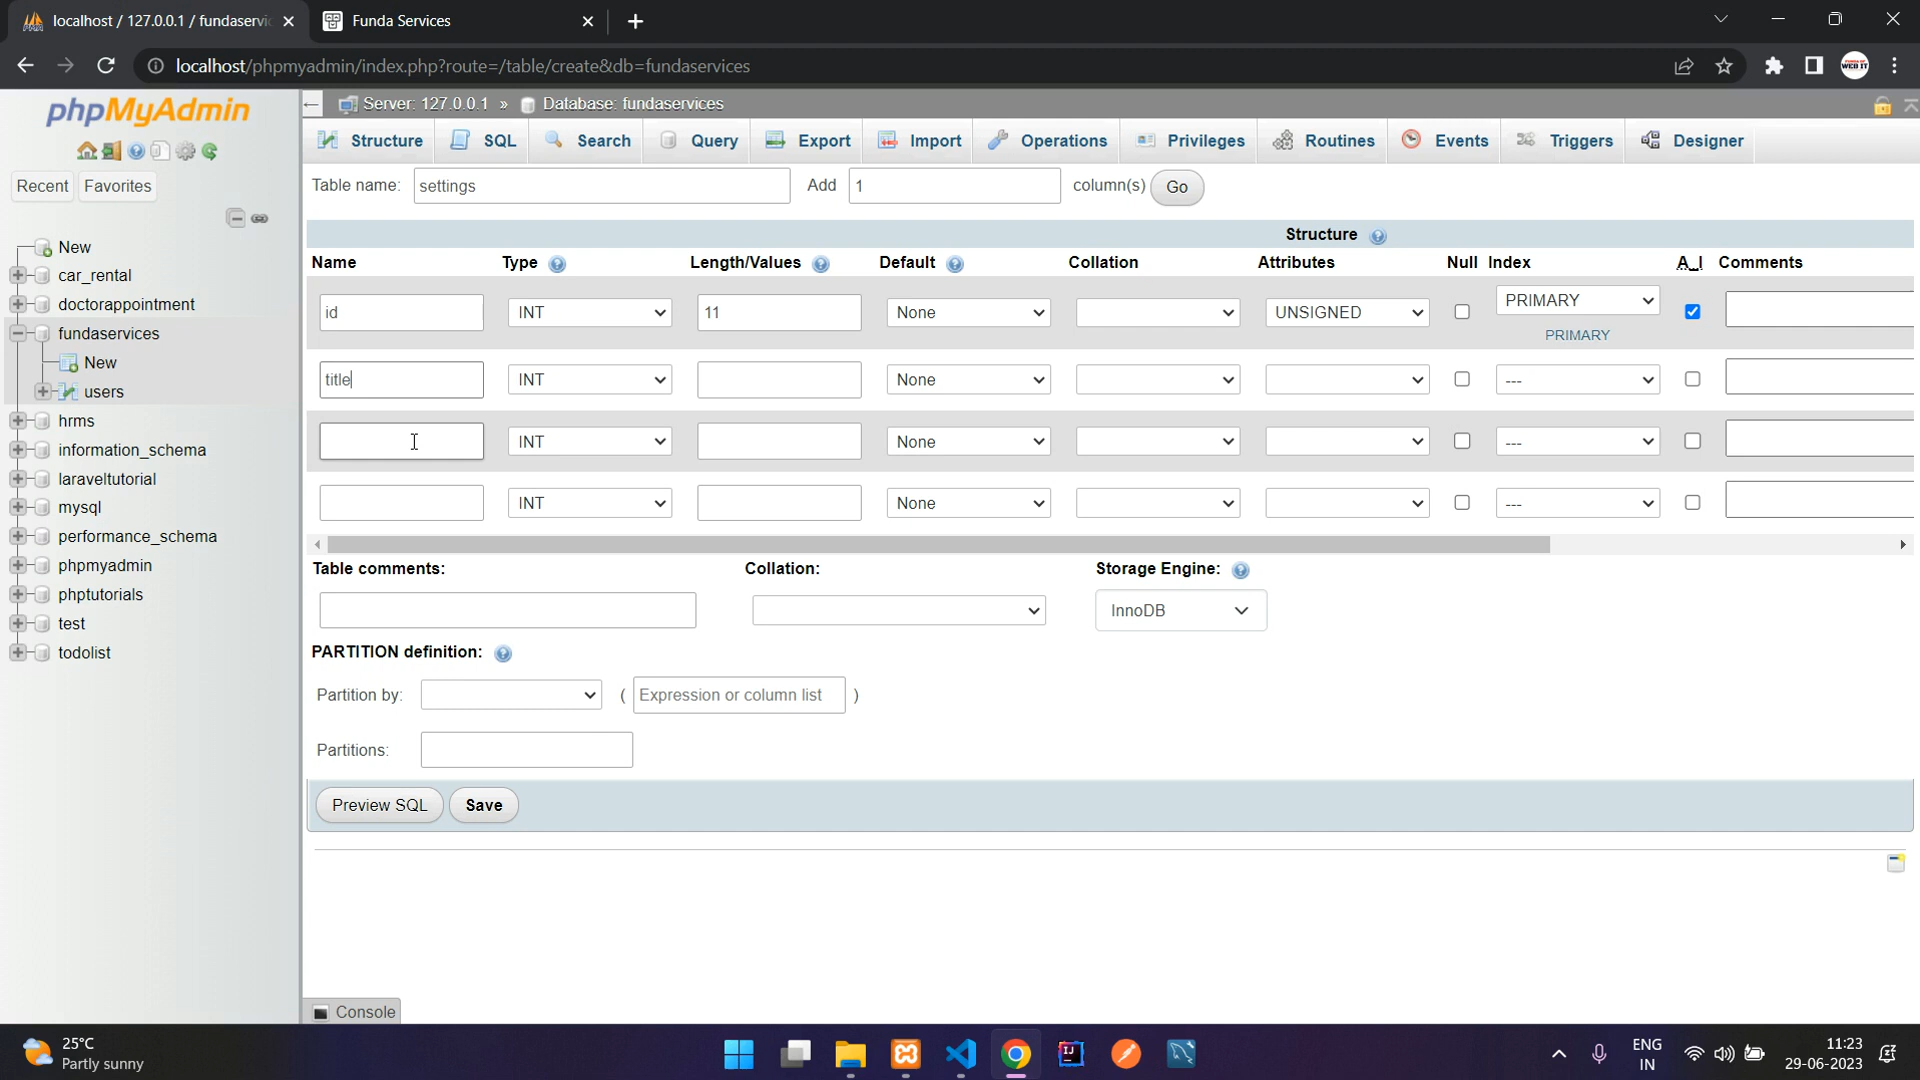 localhost / 127.0.0.1 / fundaservi
Funda Services
localhost/phpmyadmin/index.php?route=/table/create&db=fundaservices
phpMyAdmin
Recent
Favorites
New
car_rental
doctorappointment
fundaservices
New
users
hrms
information_schema
laraveltutorial
mysql
performance_schema
phpmyadmin
phptutorials
test
todolist
Server: 127.0.0.1 » Database: fundaservices
Structure SQL Search Query Export Import Operations Privileges Routines Events Triggers Designer
Table name: settings Add 1 column(s) Go
Structure
Name Type Length/Values Default Collation Attributes Null Index A_I Comments
id INT 11 None UNSIGNED PRIMARY
PRIMARY
title INT None ---
INT None ---
INT None ---
Table comments: Collation: Storage Engine:
InnoDB
PARTITION definition:
Partition by: ( Expression or column list )
Partitions:
Preview SQL Save
Console
25°C
Partly sunny
ENG
IN
11:23
29-06-2023